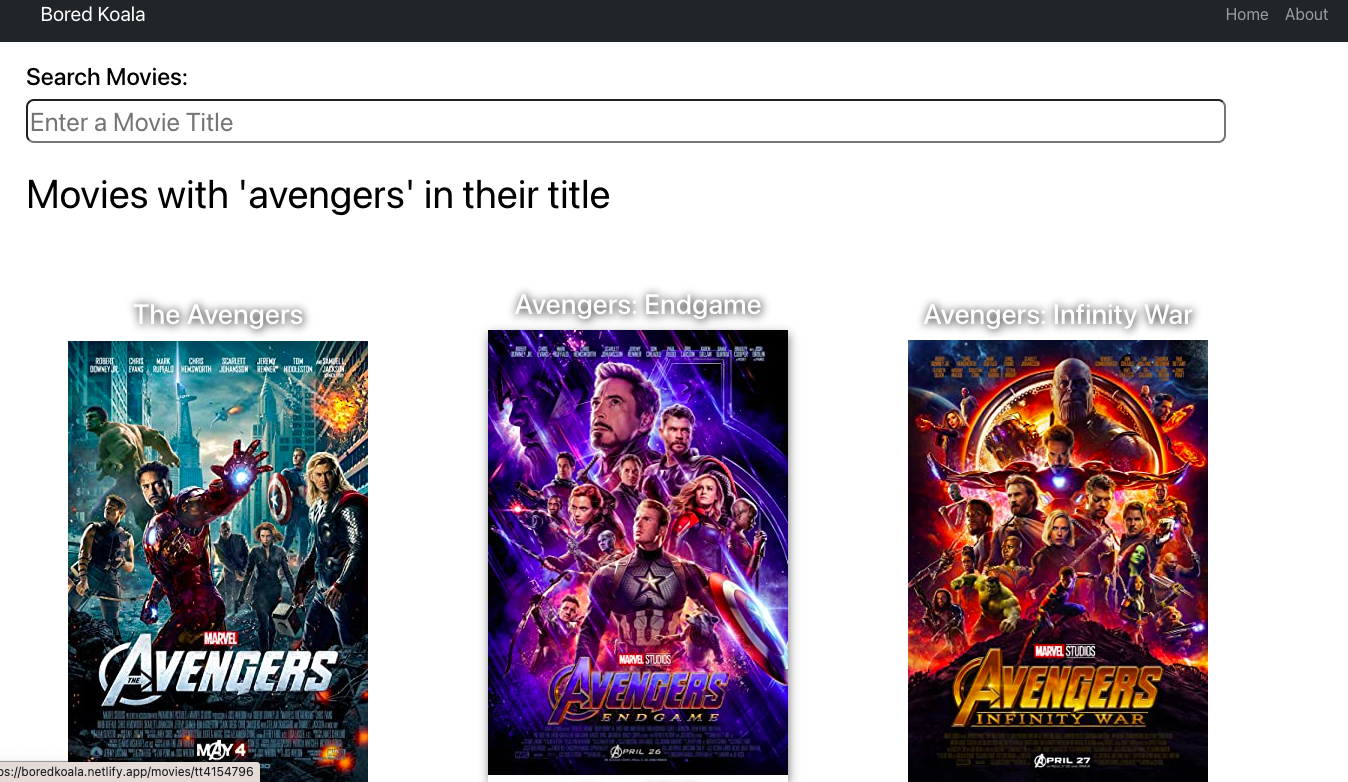 Bored Koala
Home About
Search Movies:
Enter a Movie Title
Movies with 'avengers' in their title
The Avengers
Avengers: Endgame
Avengers: Infinity War
ROBERT DOWNEY JR. CHRIS EVANS MARK RUFFALO CHRIS HEMSWORTH SCARLETT JOHANSSON JEREMY RENNER TOM HIDDLESTON AND SAMUEL L. JACKSON
MARVEL
THE AVENGERS
MAY 4
MARVEL STUDIOS
AVENGERS
ENDGAME
APRIL 26
MARVEL STUDIOS
AVENGERS
INFINITY WAR
APRIL 27
ps://boredkoala.netlify.app/movies/tt4154796